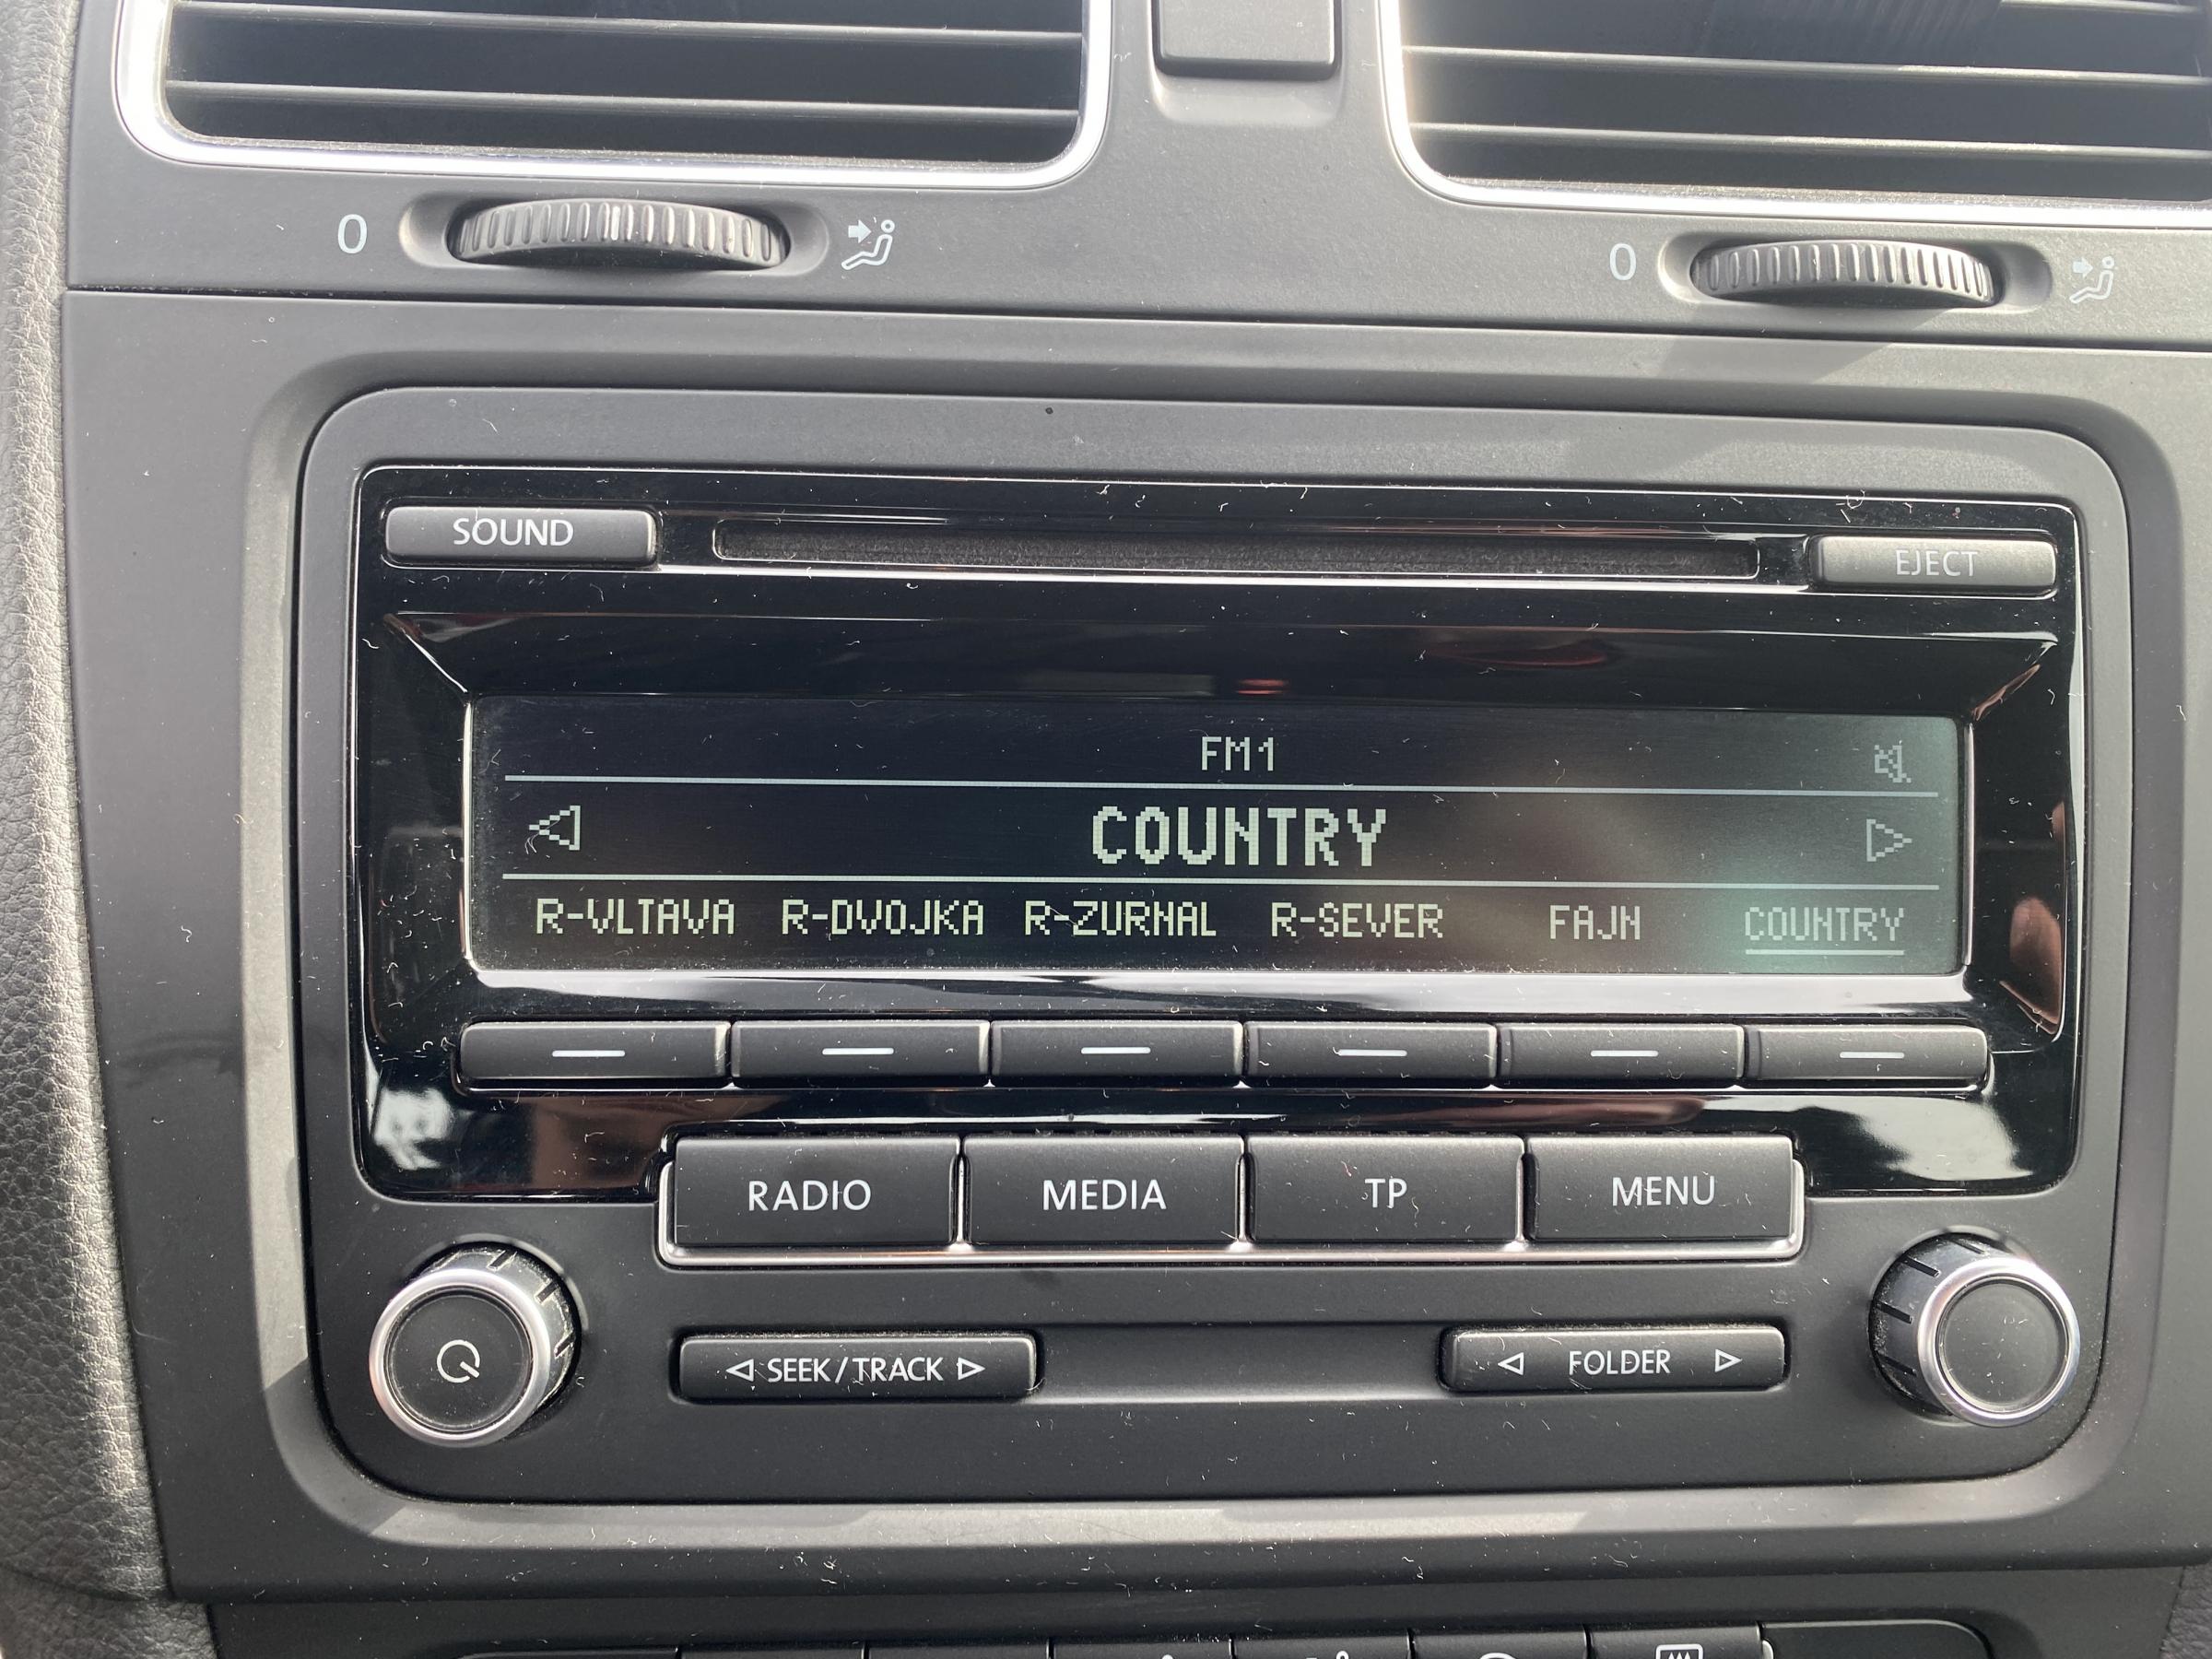 0
0
SOUND
EJECT
FM1
COUNTRY
R-VLTAVA R-DVOJKA R-ZURNAL R-SEVER FAJN COUNTRY
RADIO MEDIA TP MENU
SEEK/TRACK FOLDER